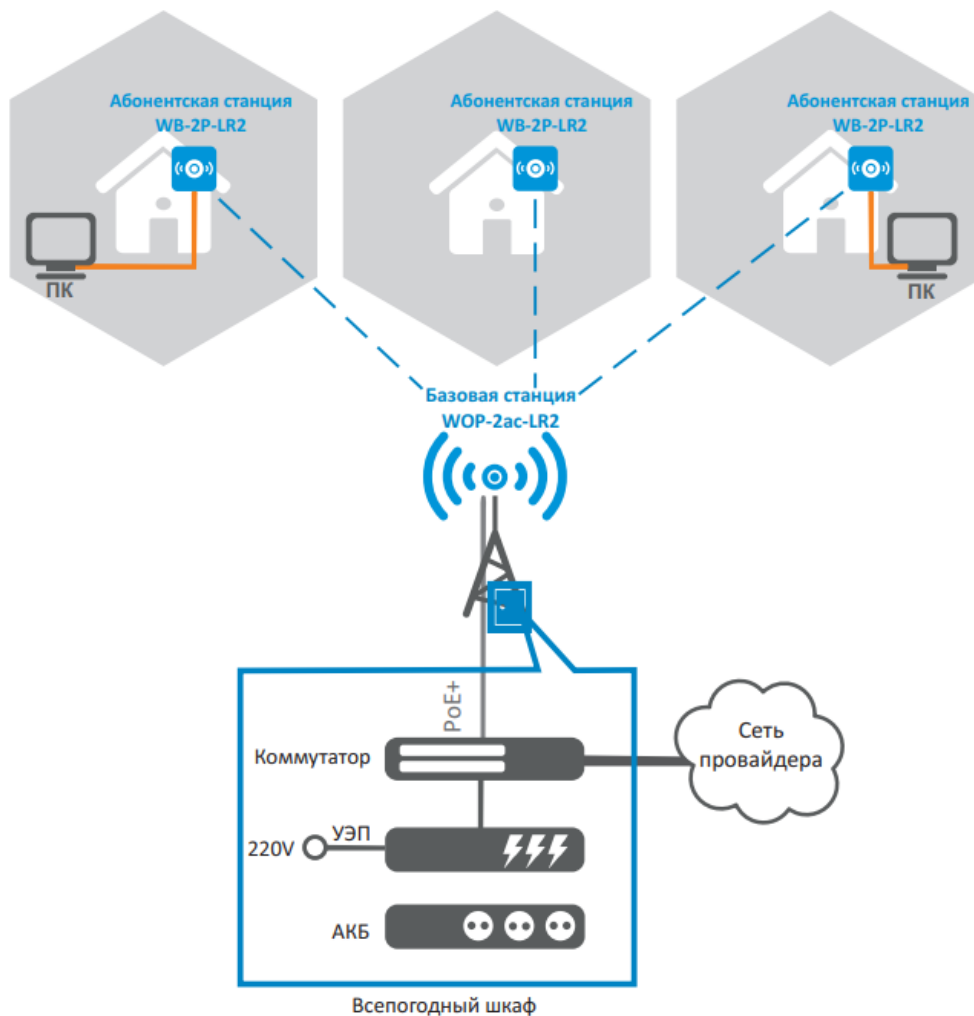 Абонентская станция
WB-2P-LR2
Абонентская станция
WB-2P-LR2
Абонентская станция
WB-2P-LR2
ПК
ПК
Базовая станция
WOP-2ac-LR2
PoE+
Коммутатор
Сеть
провайдера
УЭП
220V
АКБ
Всепогодный шкаф